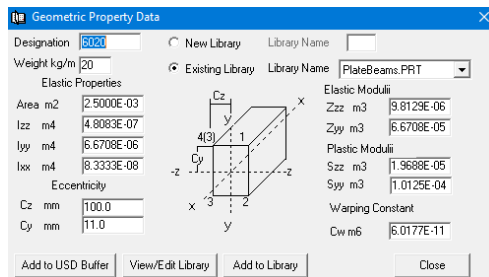 Geometric Property Data
Designation 6020 New Library Library Name
Weight kg/m 20 Existing Library Library Name PlateBeams.PRT
Elastic Properties Elastic Modulii
Area m2 2.5000E-03 Zzz m3 9.8129E-06
Izz m4 4.8083E-07 Zyy m3 6.6708E-05
Iyy m4 6.6708E-06 Plastic Modulii
Ixx m4 8.3333E-08 Szz m3 1.9688E-05
Eccentricity Syy m3 1.0125E-04
Cz mm 100.0 Warping Constant
Cy mm 11.0 Cw m6 6.0177E-11
Cz
x
y
4(3) 1
Cy
-z -z
x 3 2
y
Add to USD Buffer View/Edit Library Add to Library Close